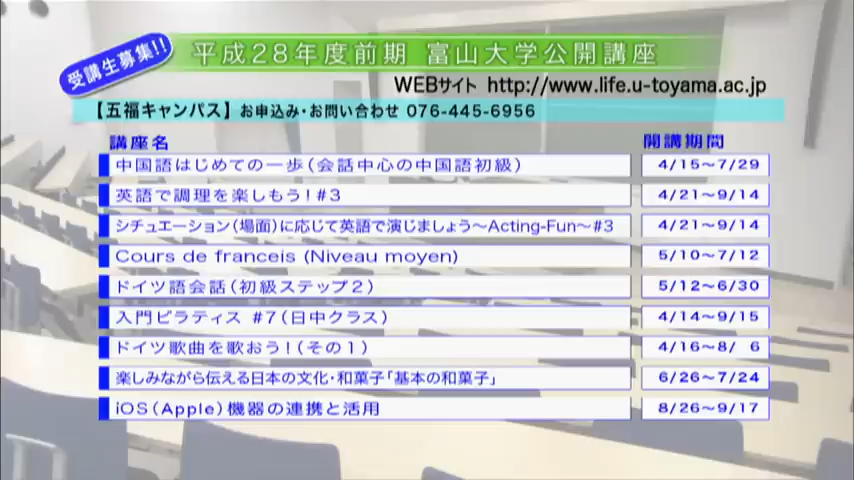 受講生募集!!
平成28年度前期 富山大学公開講座
WEBサイト http://www.life.u-toyama.ac.jp
【五福キャンパス】お申込み・お問い合わせ 076-445-6956
講座名 開講期間
中国語はじめての一歩（会話中心の中国語初級） 4/15～7/29
英語で調理を楽しもう！#3 4/21～9/14
シチュエーション（場面）に応じて英語で演じましょう～Acting-Fun～#3 4/21～9/14
Cours de franceis (Niveau moyen) 5/10～7/12
ドイツ語会話（初級ステップ２） 5/12～6/30
入門ピラティス #7（日中クラス） 4/14～9/15
ドイツ歌曲を歌おう！（その１） 4/16～8/ 6
楽しみながら伝える日本の文化・和菓子「基本の和菓子」 6/26～7/24
iOS（Apple）機器の連携と活用 8/26～9/17